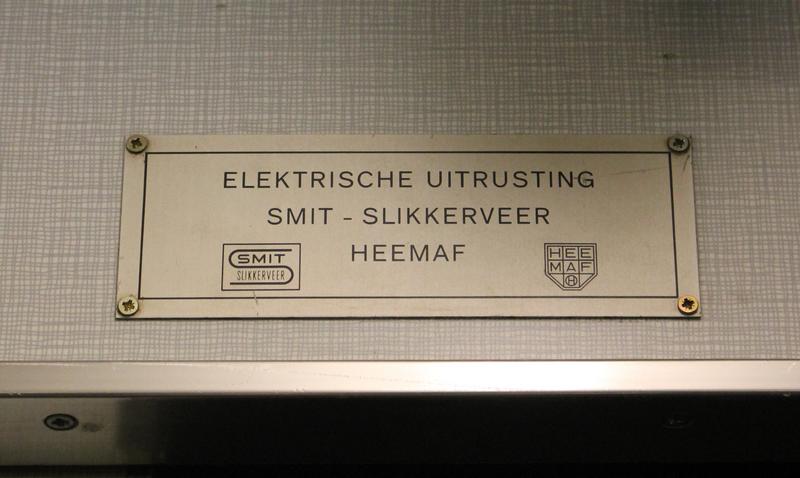 ELEKTRISCHE UITRUSTING
SMIT - SLIKKERVEER
HEEMAF
SMIT
SLIKKERVEER
HEE
MAF
H